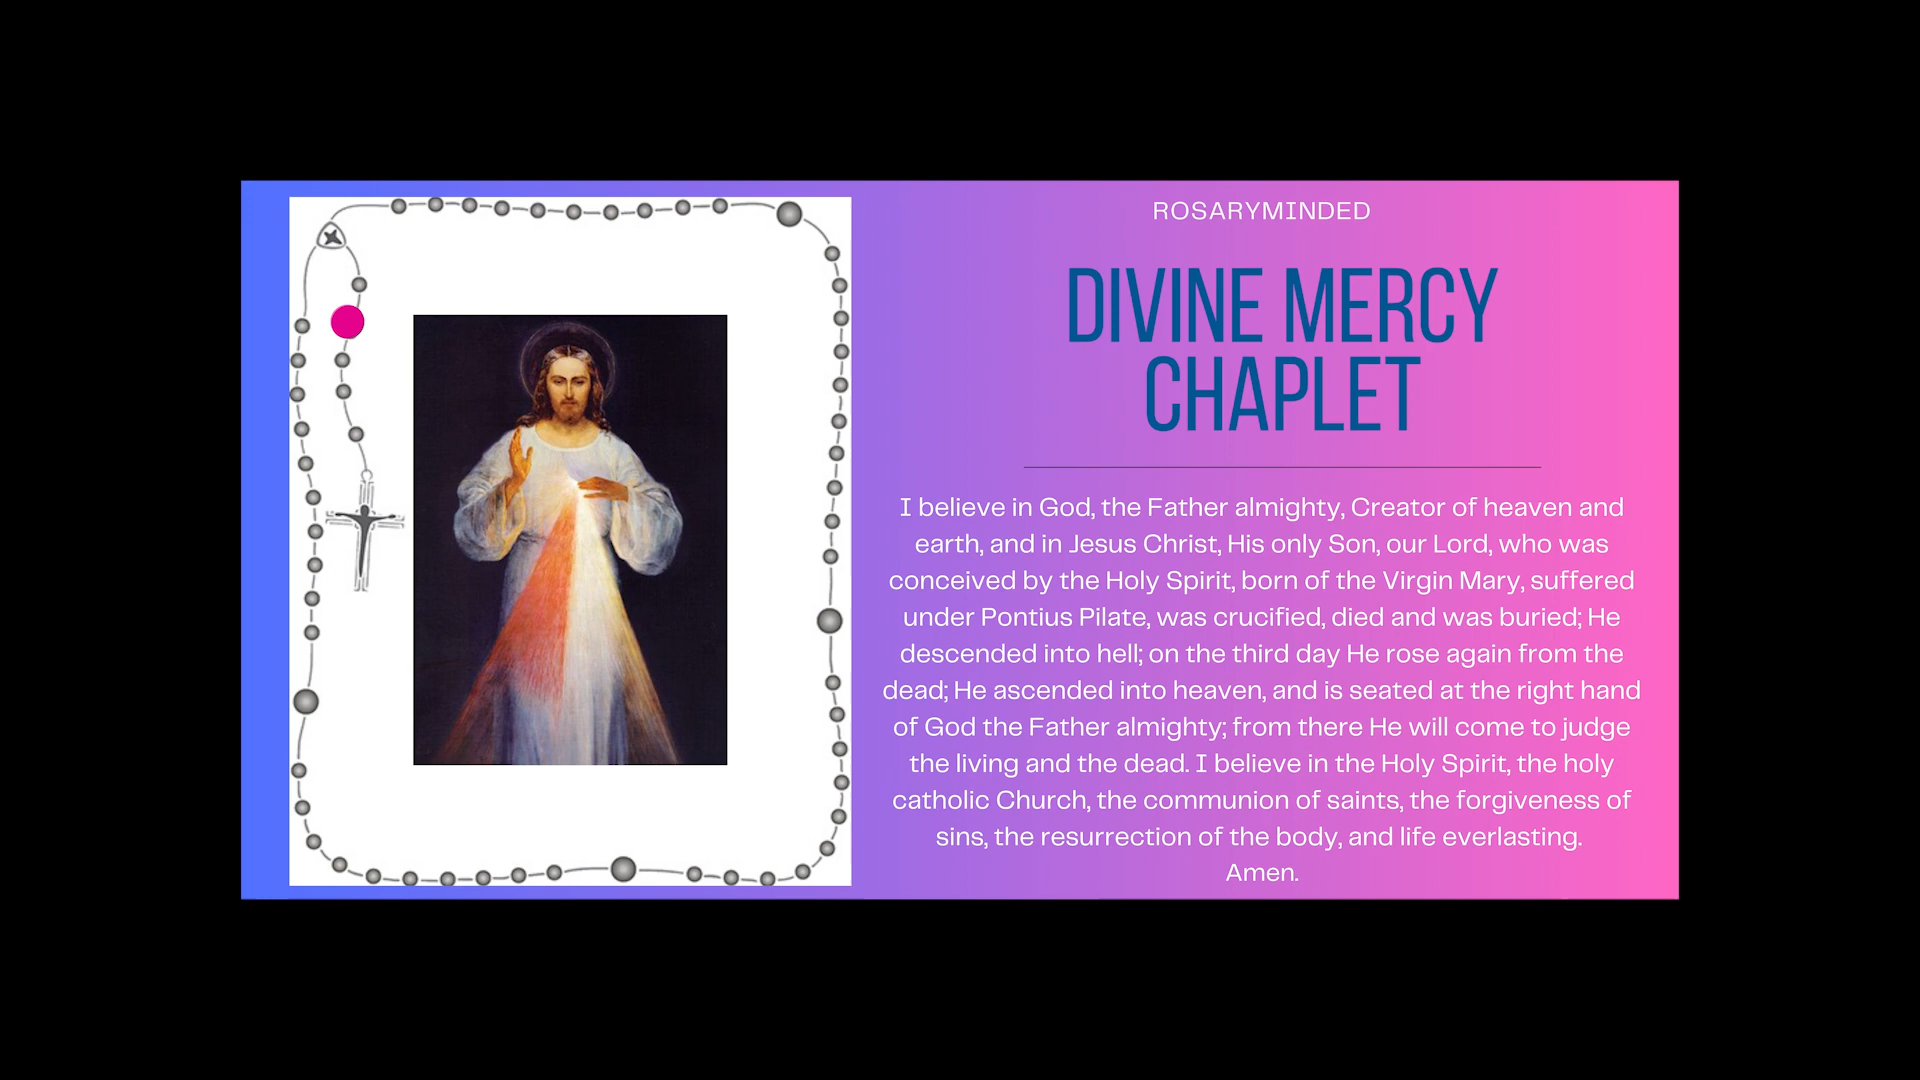 ROSARYMINDED
DIVINE MERCY
CHAPLET
I believe in God, the Father almighty, Creator of heaven and
earth, and in Jesus Christ, His only Son, our Lord, who was
conceived by the Holy Spirit, born of the Virgin Mary, suffered
under Pontius Pilate, was crucified, died and was buried; He
descended into hell; on the third day He rose again from the
dead; He ascended into heaven, and is seated at the right hand
of God the Father almighty; from there He will come to judge
the living and the dead. I believe in the Holy Spirit, the holy
catholic Church, the communion of saints, the forgiveness of
sins, the resurrection of the body, and life everlasting.
Amen.